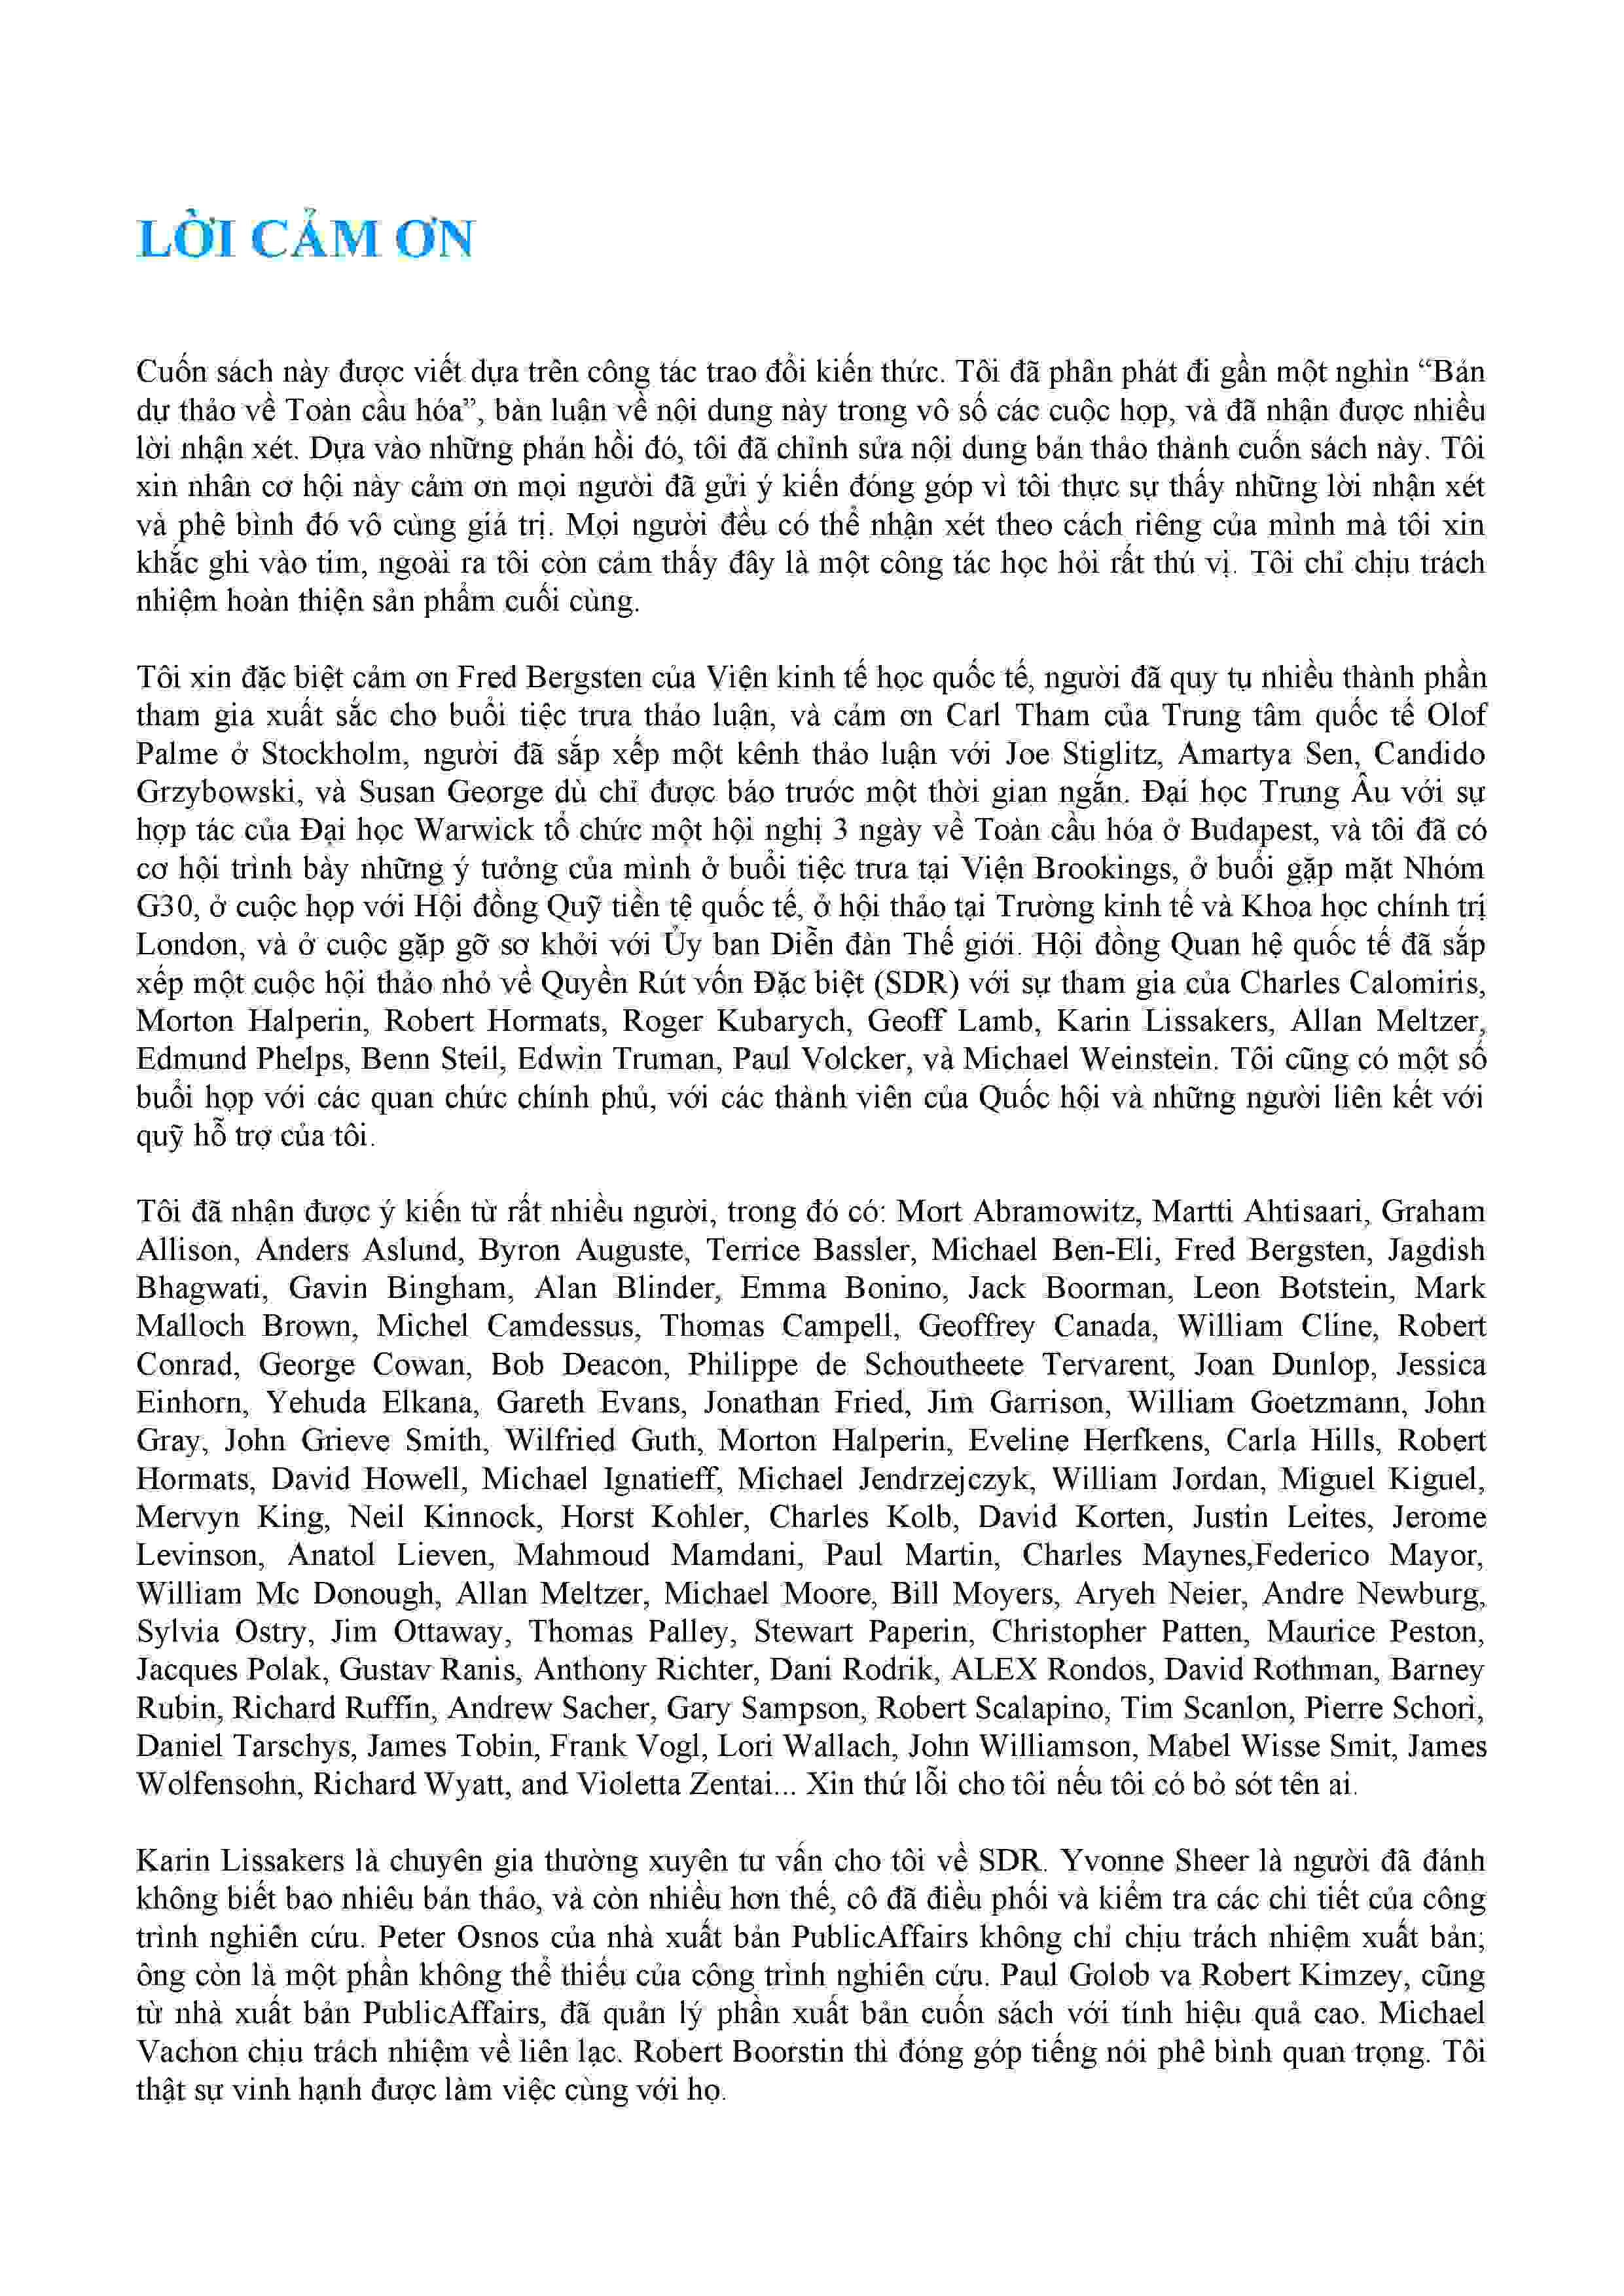 LỜI CẢM ƠN
Cuốn sách này được viết dựa trên công tác trao đổi kiến thức. Tôi đã phân phát đi gần một nghìn “Bản
dự thảo về Toàn cầu hóa”, bàn luận về nội dung này trong vô số các cuộc họp, và đã nhận được nhiều
lời nhận xét. Dựa vào những phản hồi đó, tôi đã chỉnh sửa nội dung bản thảo thành cuốn sách này. Tôi
xin nhân cơ hội này cảm ơn mọi người đã gửi ý kiến đóng góp vì tôi thực sự thấy những lời nhận xét
và phê bình đó vô cùng giá trị. Mọi người đều có thể nhận xét theo cách riêng của mình mà tôi xin
khắc ghi vào tim, ngoài ra tôi còn cảm thấy đây là một công tác học hỏi rất thú vị. Tôi chỉ chịu trách
nhiệm hoàn thiện sản phẩm cuối cùng.
Tôi xin đặc biệt cảm ơn Fred Bergsten của Viện kinh tế học quốc tế, người đã quy tụ nhiều thành phần
tham gia xuất sắc cho buổi tiệc trưa thảo luận, và cảm ơn Carl Tham của Trung tâm quốc tế Olof
Palme ở Stockholm, người đã sắp xếp một kênh thảo luận với Joe Stiglitz, Amartya Sen, Candido
Grzybowski, và Susan George dù chỉ được báo trước một thời gian ngắn. Đại học Trung Âu với sự
hợp tác của Đại học Warwick tổ chức một hội nghị 3 ngày về Toàn cầu hóa ở Budapest, và tôi đã có
cơ hội trình bày những ý tưởng của mình ở buổi tiệc trưa tại Viện Brookings, ở buổi gặp mặt Nhóm
G30, ở cuộc họp với Hội đồng Quỹ tiền tệ quốc tế, ở hội thảo tại Trường kinh tế và Khoa học chính trị
London, và ở cuộc gặp gỡ sơ khởi với Ủy ban Diễn đàn Thế giới. Hội đồng Quan hệ quốc tế đã sắp
xếp một cuộc hội thảo nhỏ về Quyền Rút vốn Đặc biệt (SDR) với sự tham gia của Charles Calomiris,
Morton Halperin, Robert Hormats, Roger Kubarych, Geoff Lamb, Karin Lissakers, Allan Meltzer,
Edmund Phelps, Benn Steil, Edwin Truman, Paul Volcker, và Michael Weinstein. Tôi cũng có một số
buổi họp với các quan chức chính phủ, với các thành viên của Quốc hội và những người liên kết với
quỹ hỗ trợ của tôi.
Tôi đã nhận được ý kiến từ rất nhiều người, trong đó có: Mort Abramowitz, Martti Ahtisaari, Graham
Allison, Anders Aslund, Byron Auguste, Terrice Bassler, Michael Ben-Eli, Fred Bergsten, Jagdish
Bhagwati, Gavin Bingham, Alan Blinder, Emma Bonino, Jack Boorman, Leon Botstein, Mark
Malloch Brown, Michel Camdessus, Thomas Campell, Geoffrey Canada, William Cline, Robert
Conrad, George Cowan, Bob Deacon, Philippe de Schoutheete Tervarent, Joan Dunlop, Jessica
Einhorn, Yehuda Elkana, Gareth Evans, Jonathan Fried, Jim Garrison, William Goetzmann, John
Gray, John Grieve Smith, Wilfried Guth, Morton Halperin, Eveline Herfkens, Carla Hills, Robert
Hormats, David Howell, Michael Ignatieff, Michael Jendrzejczyk, William Jordan, Miguel Kiguel,
Mervyn King, Neil Kinnock, Horst Kohler, Charles Kolb, David Korten, Justin Leites, Jerome
Levinson, Anatol Lieven, Mahmoud Mamdani, Paul Martin, Charles Maynes,Federico Mayor,
William Mc Donough, Allan Meltzer, Michael Moore, Bill Moyers, Aryeh Neier, Andre Newburg,
Sylvia Ostry, Jim Ottaway, Thomas Palley, Stewart Paperin, Christopher Patten, Maurice Peston,
Jacques Polak, Gustav Ranis, Anthony Richter, Dani Rodrik, ALEX Rondos, David Rothman, Barney
Rubin, Richard Ruffin, Andrew Sacher, Gary Sampson, Robert Scalapino, Tim Scanlon, Pierre Schori,
Daniel Tarschys, James Tobin, Frank Vogl, Lori Wallach, John Williamson, Mabel Wisse Smit, James
Wolfensohn, Richard Wyatt, and Violetta Zentai... Xin thứ lỗi cho tôi nếu tôi có bỏ sót tên ai.
Karin Lissakers là chuyên gia thường xuyên tư vấn cho tôi về SDR. Yvonne Sheer là người đã đánh
không biết bao nhiêu bản thảo, và còn nhiều hơn thế, cô đã điều phối và kiểm tra các chi tiết của công
trình nghiên cứu. Peter Osnos của nhà xuất bản PublicAffairs không chỉ chịu trách nhiệm xuất bản;
ông còn là một phần không thể thiếu của công trình nghiên cứu. Paul Golob va Robert Kimzey, cũng
từ nhà xuất bản PublicAffairs, đã quản lý phần xuất bản cuốn sách với tính hiệu quả cao. Michael
Vachon chịu trách nhiệm về liên lạc. Robert Boorstin thì đóng góp tiếng nói phê bình quan trọng. Tôi
thật sự vinh hạnh được làm việc cùng với họ.